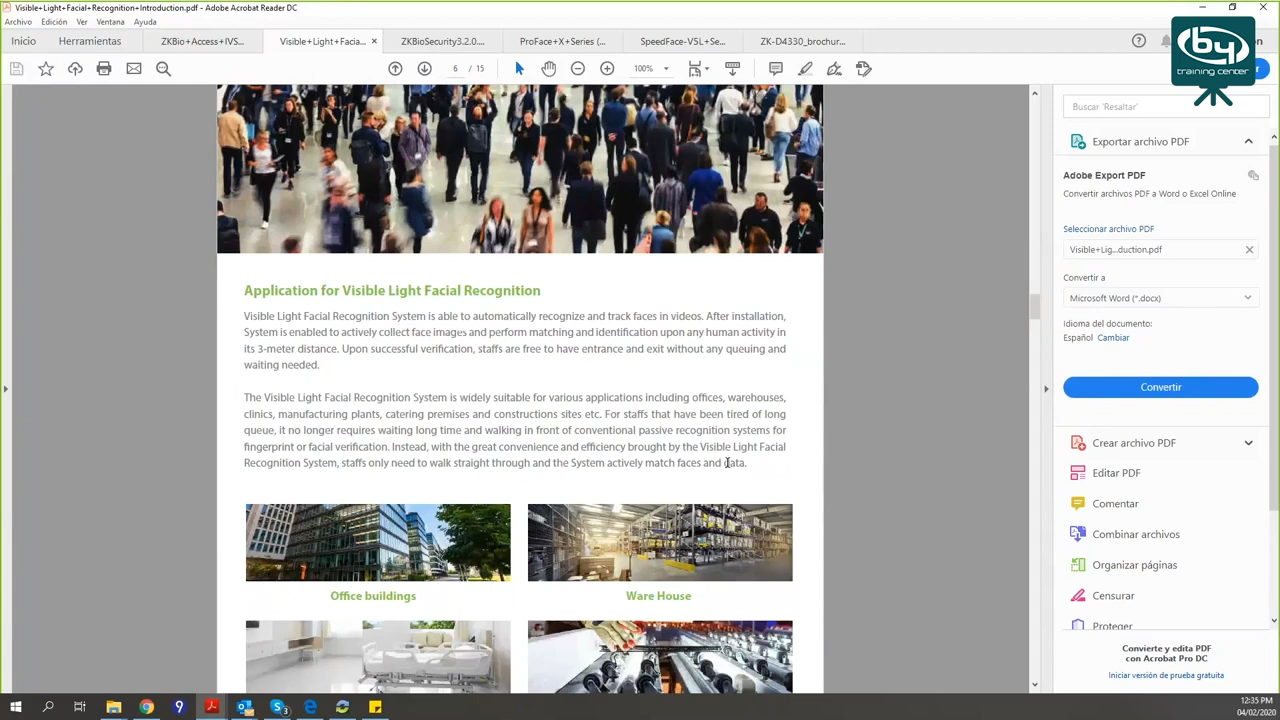 Visible+Light+Facial+Recognition+Introduction.pdf - Adobe Acrobat Reader DC
Archivo Edición Ver Ventana Ayuda
Inicio Herramientas ZKBio+Access+IVS... Visible+Light+Facia... ZKBioSecurity3.2.0... ProFace+X+Series (... SpeedFace-V5L+Se... ZK-D4330_brochur...
by
training center
6 / 15 100%
Buscar 'Resaltar'
Exportar archivo PDF
Adobe Export PDF
Convertir archivos PDF a Word o Excel Online
Seleccionar archivo PDF
Visible+Lig...duction.pdf
Convertir a
Microsoft Word (*.docx)
Idioma del documento:
Español Cambiar
Convertir
Crear archivo PDF
Editar PDF
Comentar
Combinar archivos
Organizar páginas
Censurar
Proteger
Convierte y edita PDF
con Acrobat Pro DC
Iniciar versión de prueba gratuita
Application for Visible Light Facial Recognition
Visible Light Facial Recognition System is able to automatically recognize and track faces in videos. After installation,
System is enabled to actively collect face images and perform matching and identification upon any human activity in
its 3-meter distance. Upon successful verification, staffs are free to have entrance and exit without any queuing and
waiting needed.
The Visible Light Facial Recognition System is widely suitable for various applications including offices, warehouses,
clinics, manufacturing plants, catering premises and constructions sites etc. For staffs that have been tired of long
queue, it no longer requires waiting long time and walking in front of conventional passive recognition systems for
fingerprint or facial verification. Instead, with the great convenience and efficiency brought by the Visible Light Facial
Recognition System, staffs only need to walk straight through and the System actively match faces and data.
Office buildings
Ware House
12:35 PM
04/02/2020